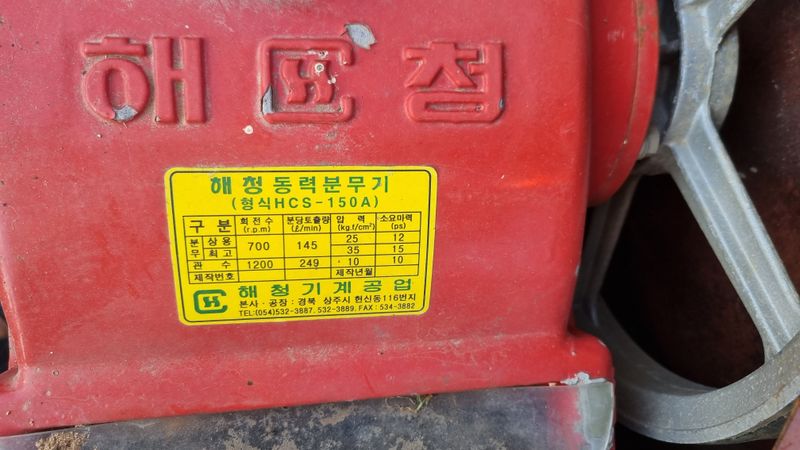 해 청
해청동력분무기
(형식HCS-150A)
구 분 회 전 수 (r.p.m) 분당토출량 (ℓ/min) 압 력 (kg.f/cm²) 소요마력 (ps)
분무 상 용 700 145 25 12
최 고 35 15
관 수 1200 249 10 10
제작번호 제작년월
해 청 기 계 공 업
본사·공장 : 경북 상주시 헌신동116번지
TEL:(054)532-3887, 532-3889, FAX : 534-3882